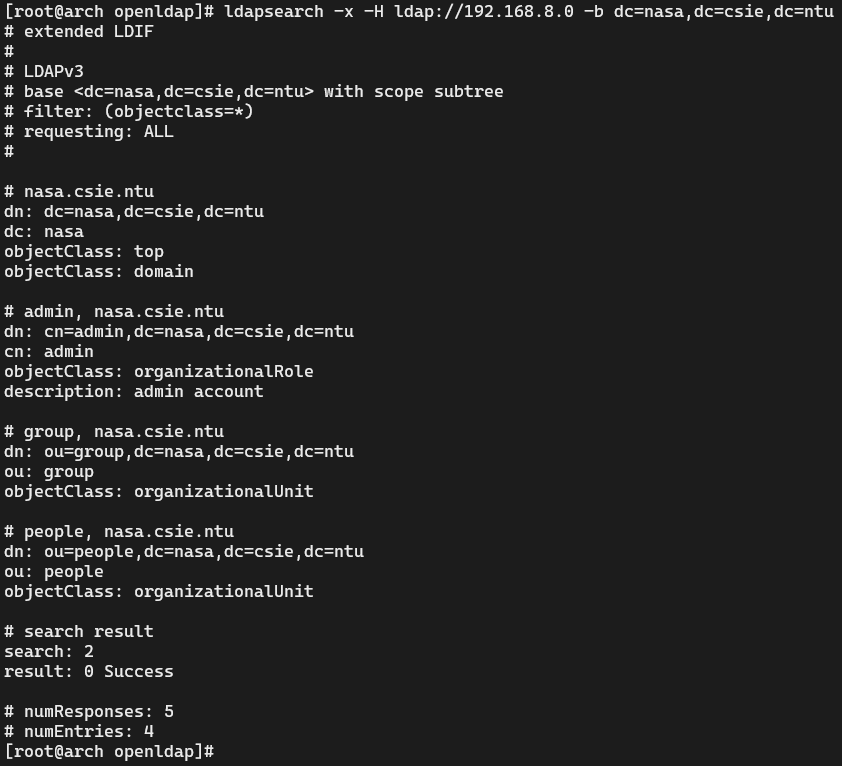 [root@arch openldap]# ldapsearch -x -H ldap://192.168.8.0 -b dc=nasa,dc=csie,dc=ntu
# extended LDIF
#
# LDAPv3
# base <dc=nasa,dc=csie,dc=ntu> with scope subtree
# filter: (objectclass=*)
# requesting: ALL
#

# nasa.csie.ntu
dn: dc=nasa,dc=csie,dc=ntu
dc: nasa
objectClass: top
objectClass: domain

# admin, nasa.csie.ntu
dn: cn=admin,dc=nasa,dc=csie,dc=ntu
cn: admin
objectClass: organizationalRole
description: admin account

# group, nasa.csie.ntu
dn: ou=group,dc=nasa,dc=csie,dc=ntu
ou: group
objectClass: organizationalUnit

# people, nasa.csie.ntu
dn: ou=people,dc=nasa,dc=csie,dc=ntu
ou: people
objectClass: organizationalUnit

# search result
search: 2
result: 0 Success

# numResponses: 5
# numEntries: 4
[root@arch openldap]#